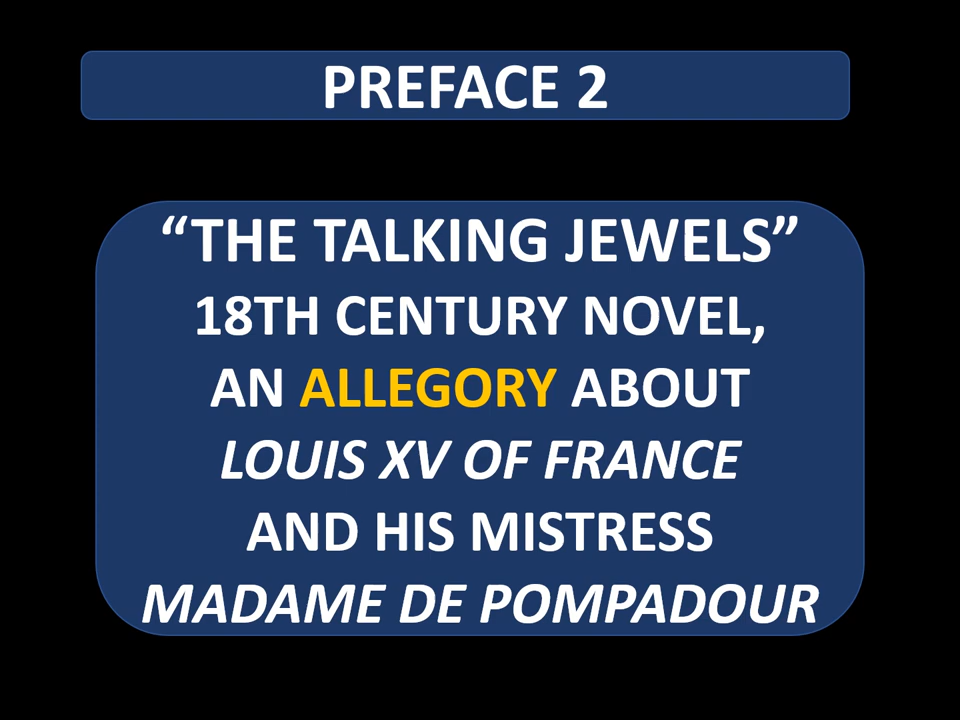 PREFACE 2
“THE TALKING JEWELS”
18TH CENTURY NOVEL,
AN ALLEGORY ABOUT
LOUIS XV OF FRANCE
AND HIS MISTRESS
MADAME DE POMPADOUR